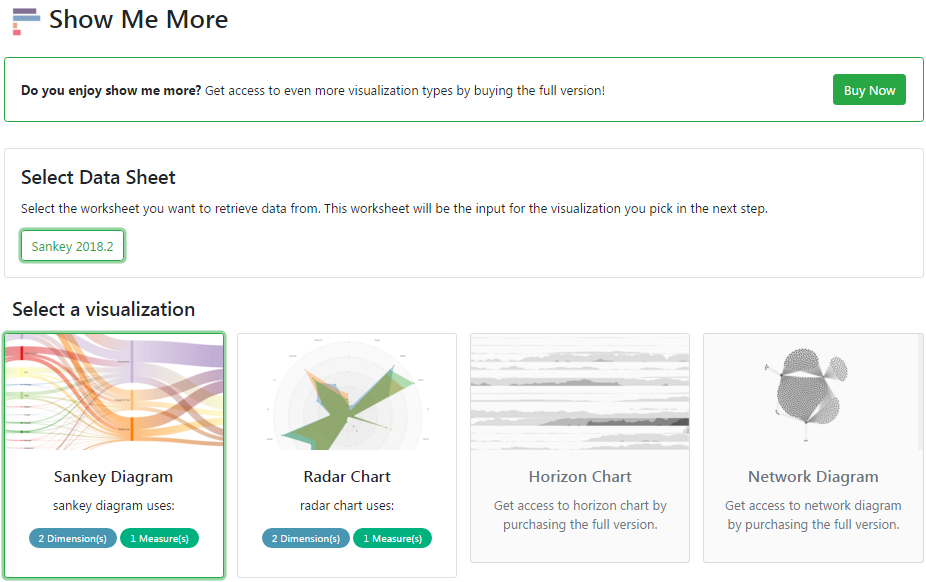 Show Me More
Do you enjoy show me more? Get access to even more visualization types by buying the full version!
Buy Now
Select Data Sheet
Select the worksheet you want to retrieve data from. This worksheet will be the input for the visualization you pick in the next step.
Sankey 2018.2
Select a visualization
Sankey Diagram
sankey diagram uses:
2 Dimension(s)
1 Measure(s)
Radar Chart
radar chart uses:
2 Dimension(s)
1 Measure(s)
Horizon Chart
Get access to horizon chart by
purchasing the full version.
Network Diagram
Get access to network diagram
by purchasing the full version.